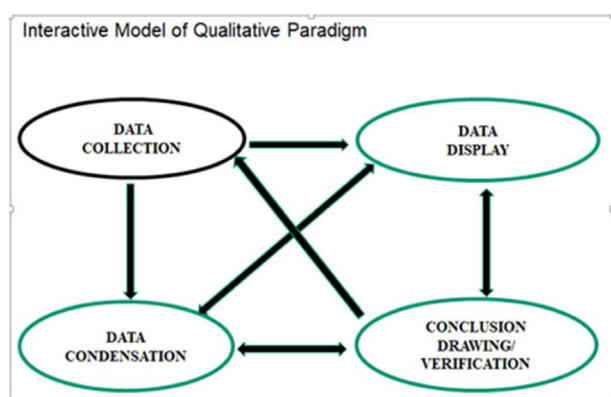 Interactive Model of Qualitative Paradigm
DATA
COLLECTION
DATA
DISPLAY
DATA
CONDENSATION
CONCLUSION
DRAWING/
VERIFICATION